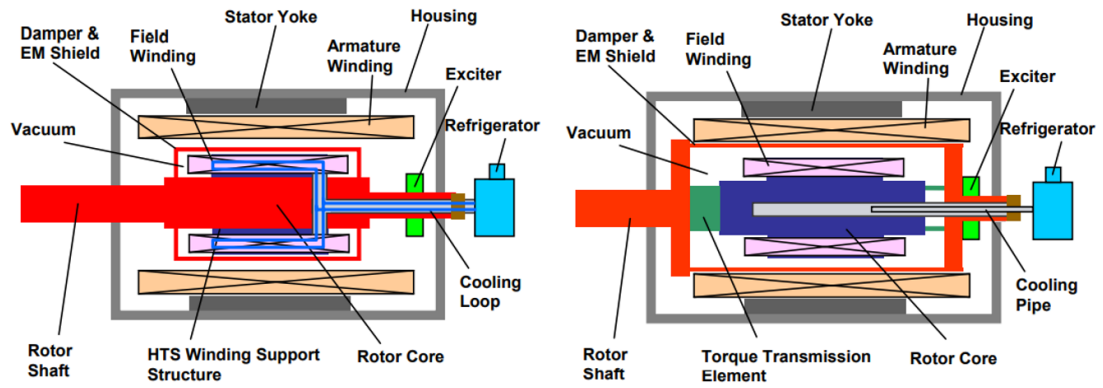 Stator Yoke
Housing
Damper &
EM Shield
Field
Winding
Armature
Winding
Exciter
Refrigerator
Vacuum
Rotor
Shaft
HTS Winding Support
Structure
Rotor Core
Cooling
Loop
Stator Yoke
Housing
Damper &
EM Shield
Field
Winding
Armature
Winding
Exciter
Refrigerator
Vacuum
Rotor
Shaft
Torque Transmission
Element
Rotor Core
Cooling
Pipe